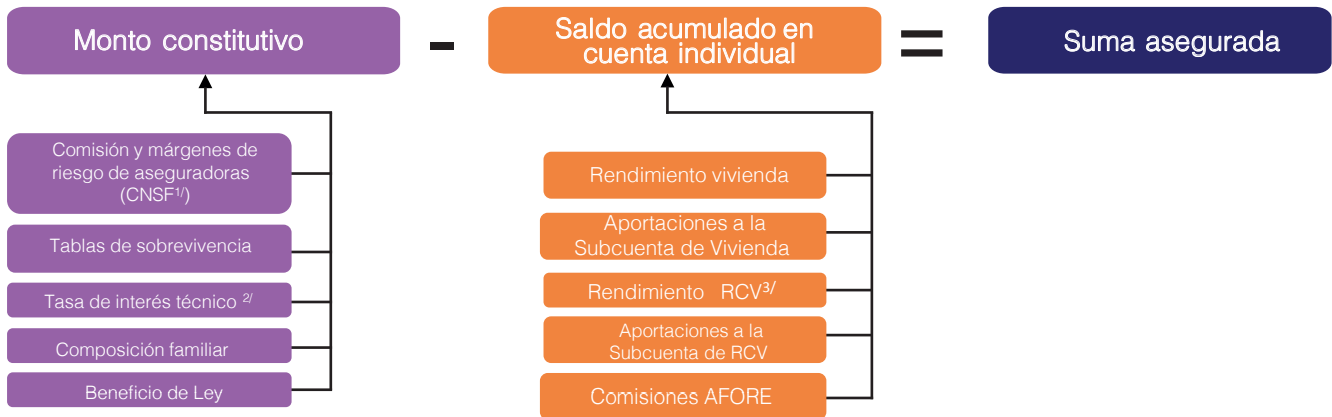 Monto constitutivo
-
Saldo acumulado en
cuenta individual
=
Suma asegurada
Comisión y márgenes de
riesgo de aseguradoras
(CNSF1/)
Tablas de sobrevivencia
Tasa de interés técnico 2/
Composición familiar
Beneficio de Ley
Rendimiento vivienda
Aportaciones a la
Subcuenta de Vivienda
Rendimiento RCV3/
Aportaciones a la
Subcuenta de RCV
Comisiones AFORE